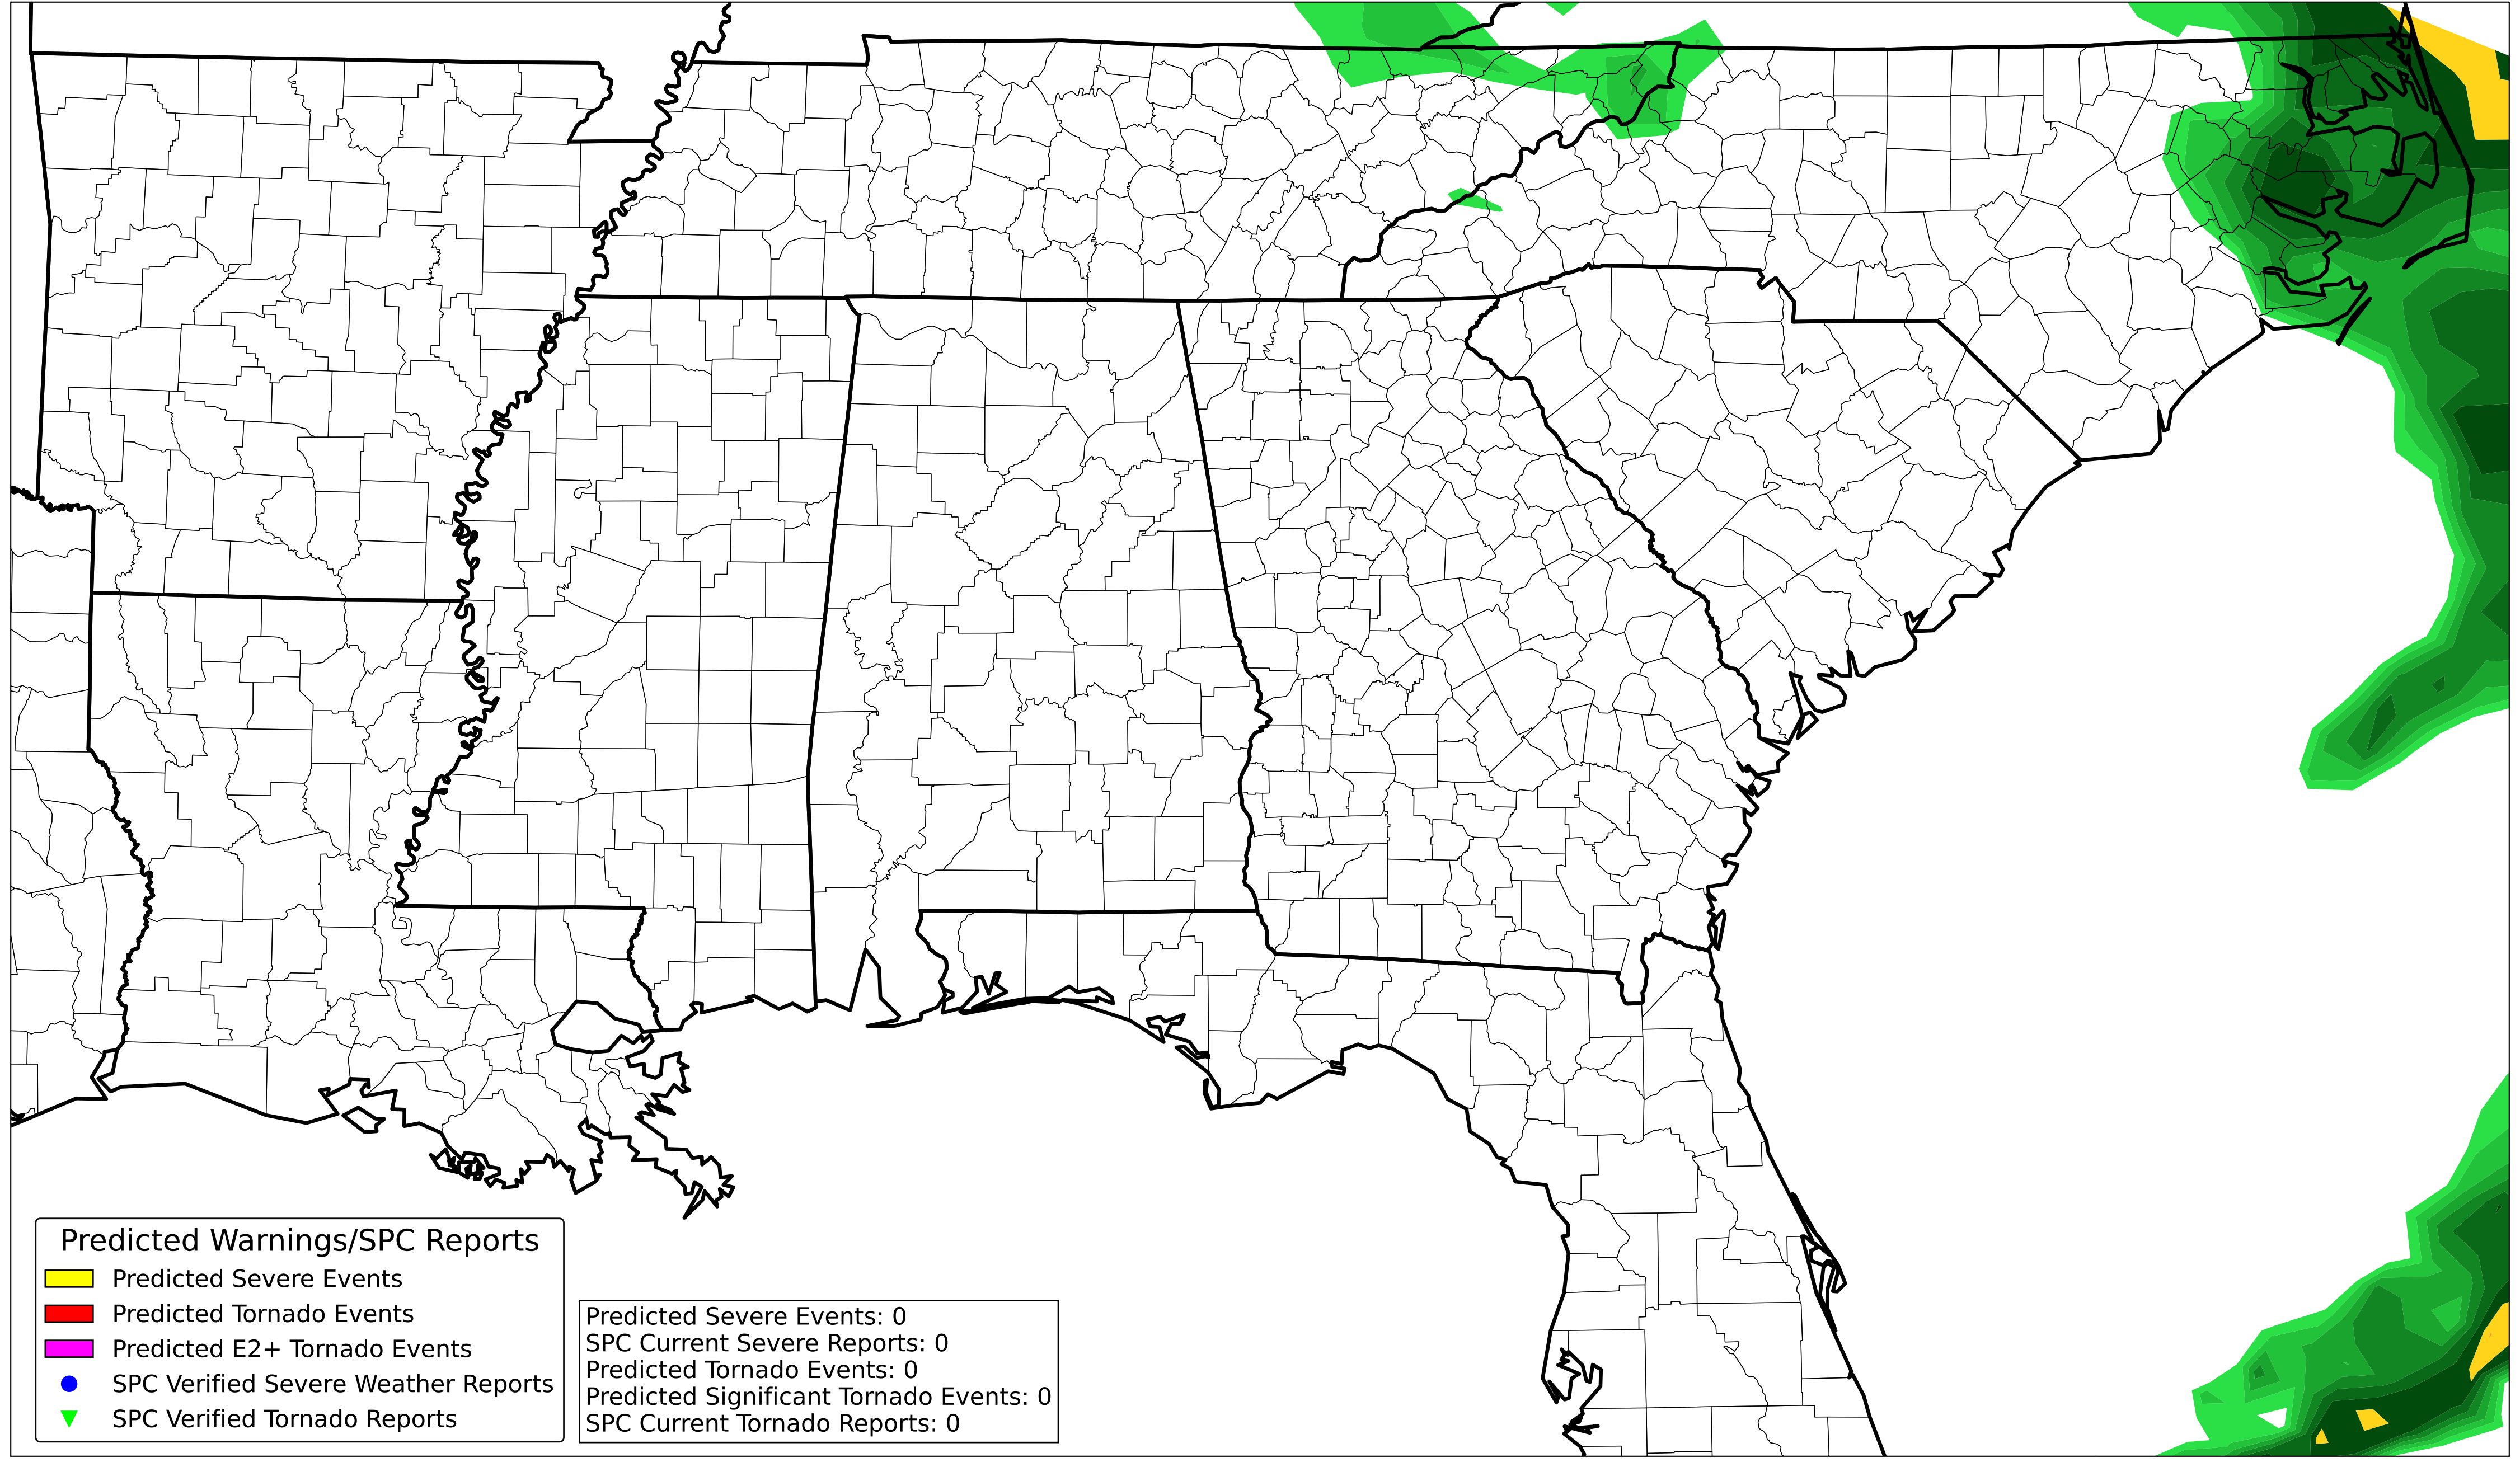 Predicted Warnings/SPC Reports
Predicted Severe Events
Predicted Tornado Events
Predicted E2+ Tornado Events
SPC Verified Severe Weather Reports
SPC Verified Tornado Reports
Predicted Severe Events: 0
SPC Current Severe Reports: 0
Predicted Tornado Events: 0
Predicted Significant Tornado Events: 0
SPC Current Tornado Reports: 0